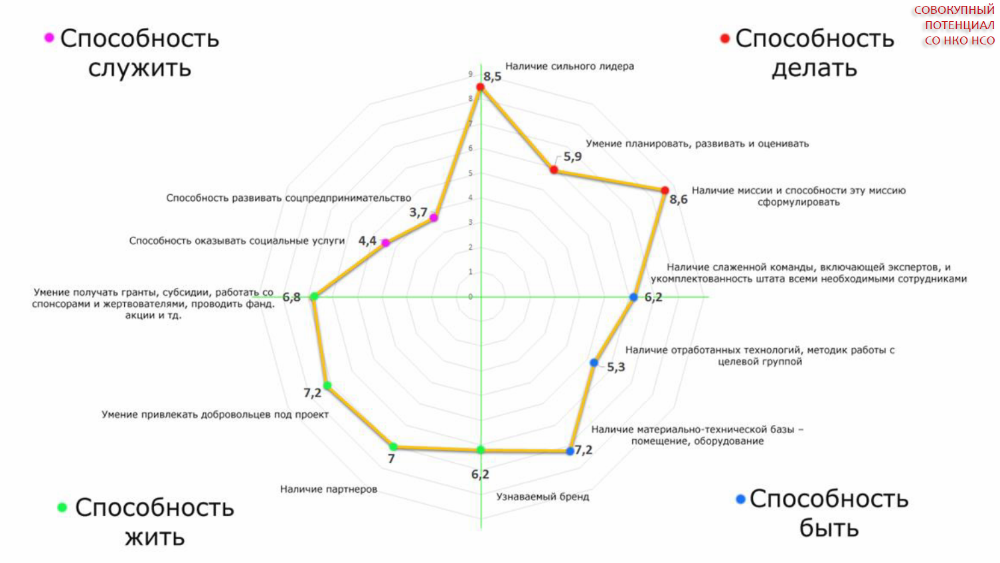 СОВОКУПНЫЙ
ПОТЕНЦИАЛ
СО НКО НСО
Способность
служить
Способность
делать
Наличие сильного лидера
8,5
9
8
7
6
5
4
3
2
1
0
Умение планировать, развивать и оценивать
5,9
Наличие миссии и способности эту миссию
сформулировать
8,6
Наличие слаженной команды, включающей экспертов, и
укомплектованность штата всеми необходимыми сотрудниками
6,2
Наличие отработанных технологий, методик работы с
целевой группой
5,3
Наличие материально-технической базы –
помещение, оборудование
7,2
Узнаваемый бренд
6,2
Наличие партнеров
7
Умение привлекать добровольцев под проект
7,2
Умение получать гранты, субсидии, работать со
спонсорами и жертвователями, проводить фанд.
акции и тд.
6,8
Способность оказывать социальные услуги
4,4
Способность развивать соцпредпринимательство
3,7
Способность
жить
Способность
быть